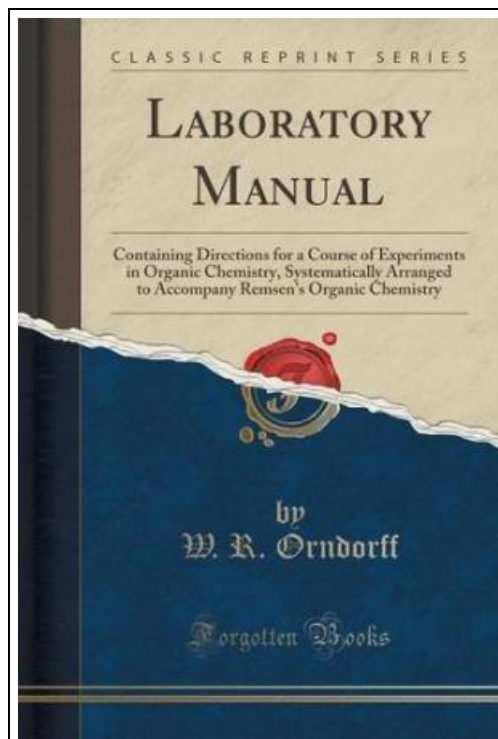 CLASSIC REPRINT SERIES
LABORATORY
MANUAL
Containing Directions for a Course of Experiments
in Organic Chemistry, Systematically Arranged
to Accompany Remsen's Organic Chemistry
by
W. R. Orndorff
Forgotten Books